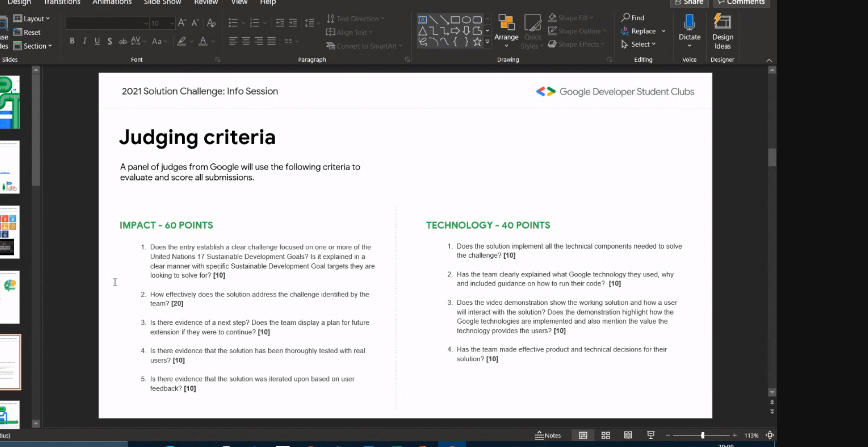 Design Transitions Animations Slide Show Review View Help Share Comments
Layout
Reset
Section
10
Text Direction
Align Text
Convert to SmartArt
Arrange
Quick
Styles
Shape Fill
Shape Outline
Shape Effects
Find
Replace
Select
Dictate
Design
Ideas
Slides Font Paragraph Drawing Editing Voice Designer
2021 Solution Challenge: Info Session
Google Developer Student Clubs
Judging criteria
A panel of judges from Google will use the following criteria to
evaluate and score all submissions.
IMPACT - 60 POINTS
1. Does the entry establish a clear challenge focused on one or more of the
United Nations 17 Sustainable Development Goals? Is it explained in a
clear manner with specific Sustainable Development Goal targets they are
looking to solve for? [10]
2. How effectively does the solution address the challenge identified by the
team? [20]
3. Is there evidence of a next step? Does the team display a plan for future
extension if they were to continue? [10]
4. Is there evidence that the solution has been thoroughly tested with real
users? [10]
5. Is there evidence that the solution was iterated upon based on user
feedback? [10]
TECHNOLOGY - 40 POINTS
1. Does the solution implement all the technical components needed to solve
the challenge? [10]
2. Has the team clearly explained what Google technology they used, why
and included guidance on how to run their code? [10]
3. Does the video demonstration show the working solution and how a user
will interact with the solution? Does the demonstration highlight how the
Google technologies are implemented and also mention the value the
technology provides the users? [10]
4. Has the team made effective product and technical decisions for their
solution? [10]
Notes
113%